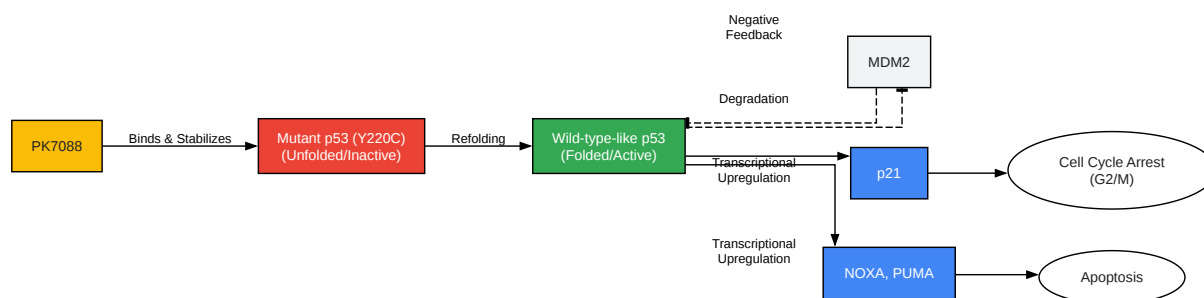 PK7088
Binds & Stabilizes
Mutant p53 (Y220C)
(Unfolded/Inactive)
Refolding
Wild-type-like p53
(Folded/Active)
Negative
Feedback
Degradation
MDM2
Transcriptional
Upregulation
p21
Cell Cycle Arrest
(G2/M)
Transcriptional
Upregulation
NOXA, PUMA
Apoptosis